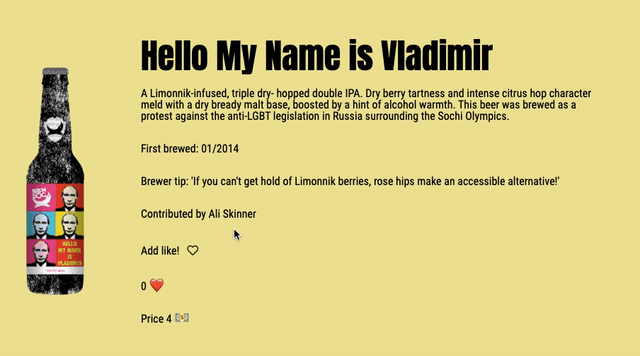 Hello My Name is Vladimir
A Limonnik-infused, triple dry- hopped double IPA. Dry berry tartness and intense citrus hop character
meld with a dry bready malt base, boosted by a hint of alcohol warmth. This beer was brewed as a
protest against the anti-LGBT legislation in Russia surrounding the Sochi Olympics.
First brewed: 01/2014
Brewer tip: 'If you can't get hold of Limonnik berries, rose hips make an accessible alternative!'
Contributed by Ali Skinner
Add like! ♡
0 ❤️
Price 4 💵
HELLO
MY NAME
IS
VLADIMIR